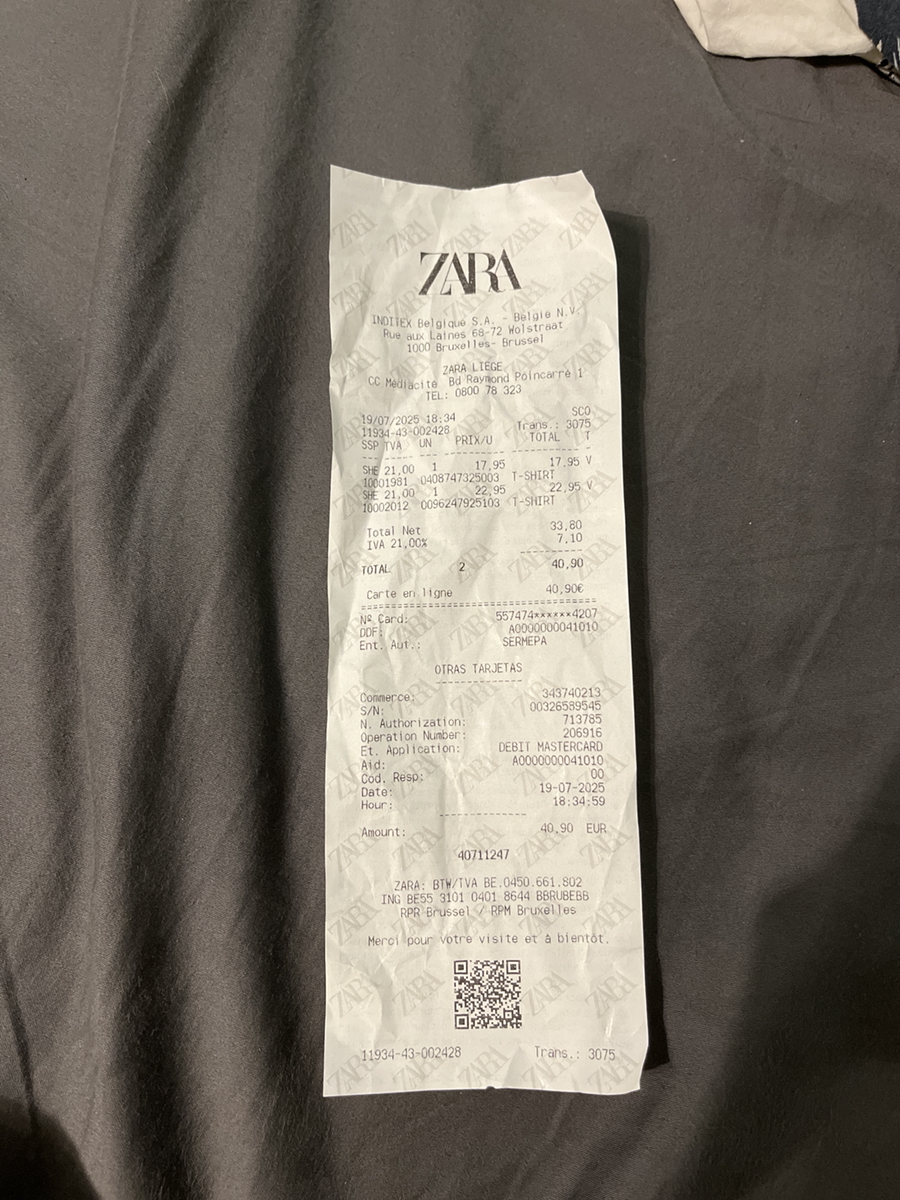 ZARA
INDITEX Belgique S.A. - Belgie N.V.
Rue aux Laines 68-72 Wolstraat
1000 Bruxelles- Brussel
ZARA LIEGE
CC Médiacité Bd Raymond Poincarré 1
TEL: 0800 78 323
19/07/2025 18:34 SCO
11934-43-002428 Trans.: 3075
SSP TVA UN PRIX/U TOTAL T
SHE 21,00 1 17,95 17,95 V
10001981 0408747325003 T-SHIRT
SHE 21,00 1 22,95 22,95 V
10002012 0096247925103 T-SHIRT
Total Net 33,80
IVA 21,00% 7,10
TOTAL 2 40,90
Carte en ligne 40,90€
Nº Card: 557474******4207
DDF: A0000000041010
Ent. Aut.: SERMEPA
OTRAS TARJETAS
Commerce: 343740213
S/N: 00326589545
N. Authorization: 713785
Operation Number: 206916
Et. Application: DEBIT MASTERCARD
Aid: A0000000041010
Cod. Resp: 00
Date: 19-07-2025
Hour: 18:34:59
Amount: 40,90 EUR
40711247
ZARA: BTW/TVA BE.0450.661.802
ING BE55 3101 0401 8644 BBRUBEBB
RPR Brussel / RPM Bruxelles
Merci pour votre visite et à bientôt.
11934-43-002428 Trans.: 3075